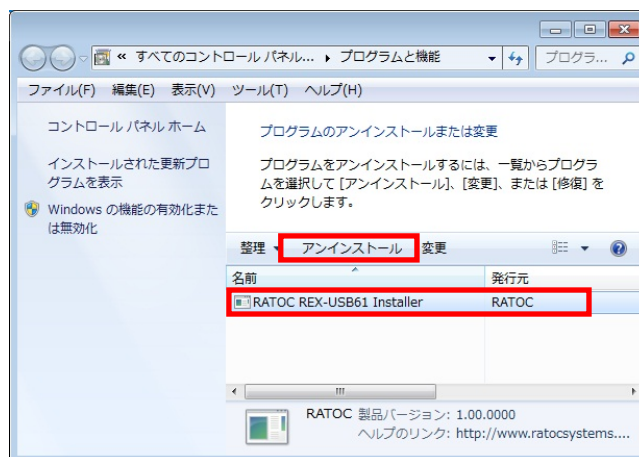 « すべてのコントロール パネル... ▸ プログラムと機能
プログラ...
ファイル(F) 編集(E) 表示(V) ツール(T) ヘルプ(H)
コントロール パネル ホーム
インストールされた更新プロ
グラムを表示
Windows の機能の有効化また
は無効化
プログラムのアンインストールまたは変更
プログラムをアンインストールするには、一覧からプログラ
ムを選択して [アンインストール]、[変更]、または [修復] を
クリックします。
整理 アンインストール 変更
名前 発行元
RATOC REX-USB61 Installer RATOC
RATOC 製品バージョン: 1.00.0000
ヘルプのリンク: http://www.ratocsystems....